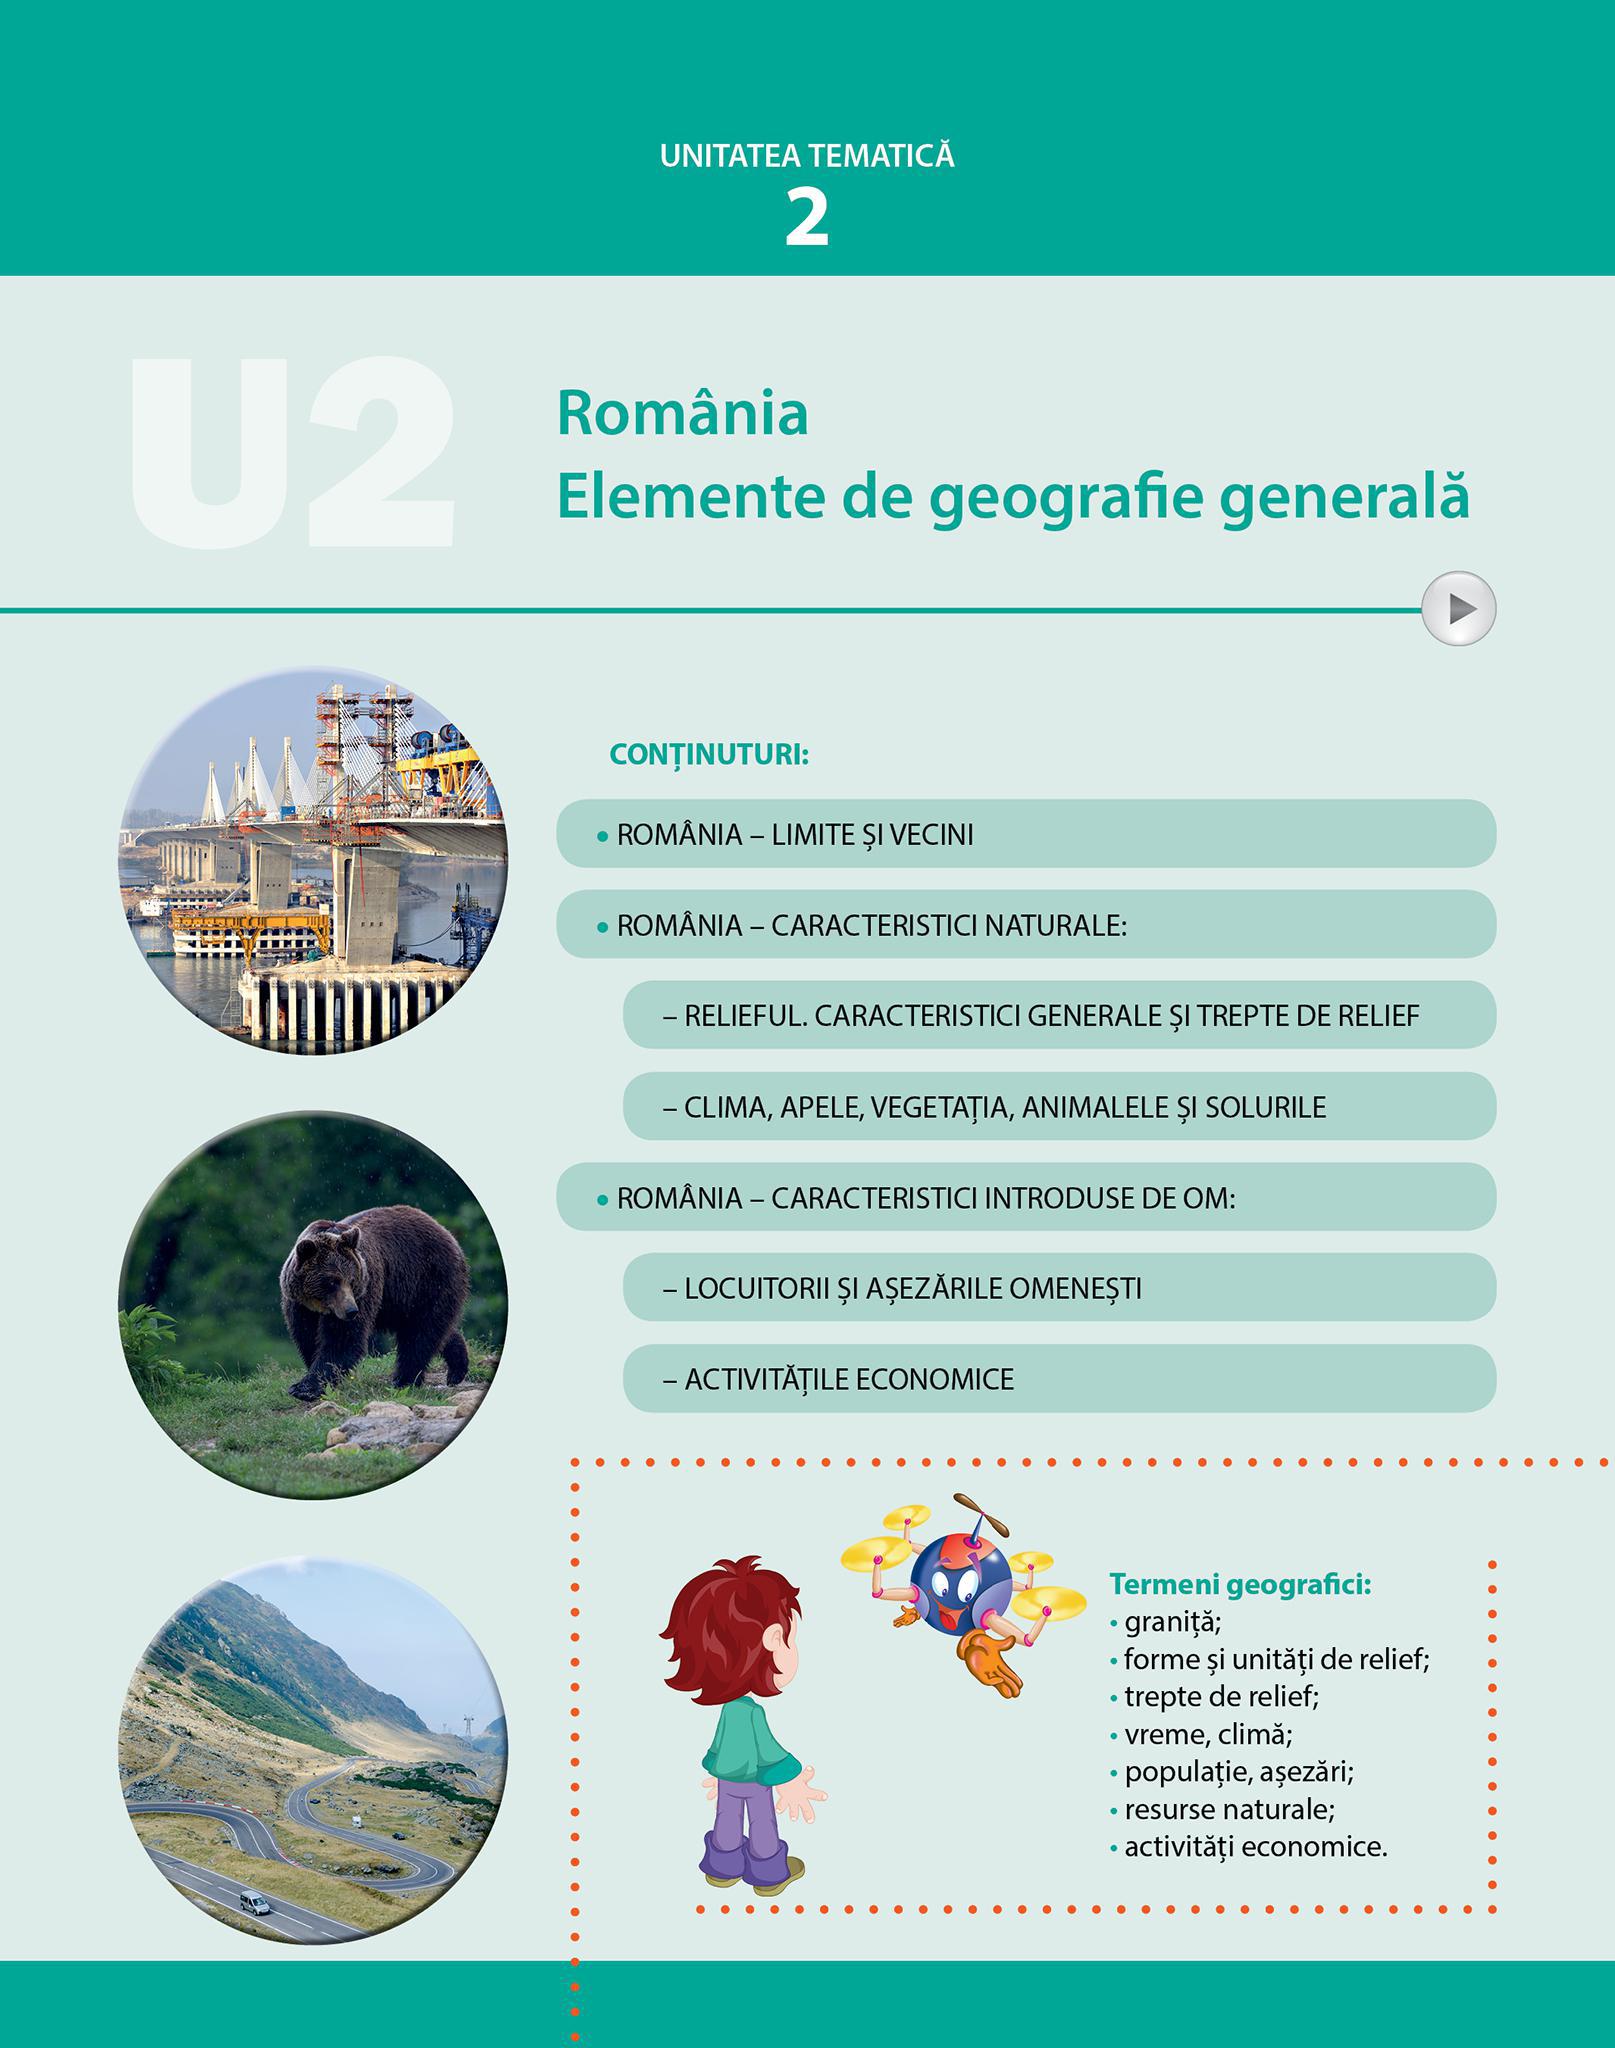 UNITATEA TEMATICĂ
2
U2
România
Elemente de geografie generală
CONȚINUTURI:
• ROMÂNIA – LIMITE ȘI VECINI
• ROMÂNIA – CARACTERISTICI NATURALE:
– RELIEFUL. CARACTERISTICI GENERALE ȘI TREPTE DE RELIEF
– CLIMA, APELE, VEGETAȚIA, ANIMALELE ȘI SOLURILE
• ROMÂNIA – CARACTERISTICI INTRODUSE DE OM:
– LOCUITORII ȘI AȘEZĂRILE OMENEȘTI
– ACTIVITĂȚILE ECONOMICE
Termeni geografici:
• graniță;
• forme și unități de relief;
• trepte de relief;
• vreme, climă;
• populație, așezări;
• resurse naturale;
• activități economice.